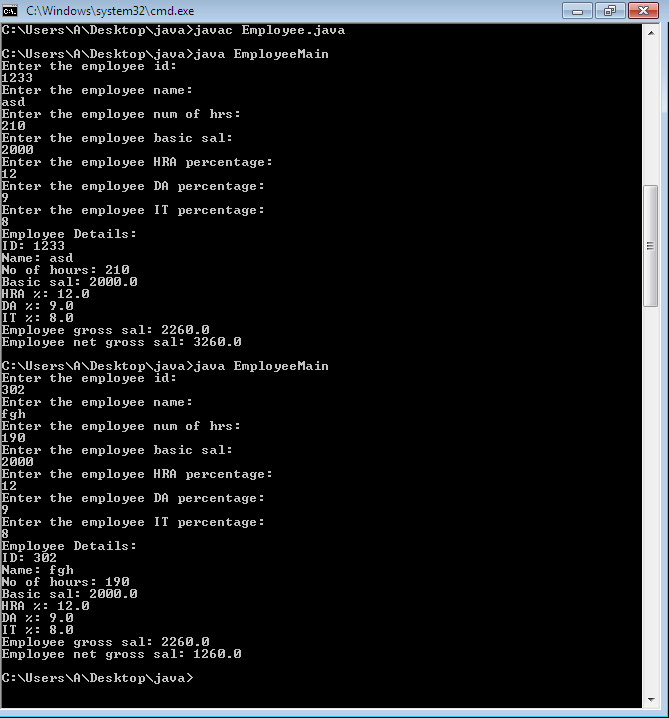 C:\Windows\system32\cmd.exe
C:\Users\A\Desktop\java>javac Employee.java
C:\Users\A\Desktop\java>java EmployeeMain
Enter the employee id:
1233
Enter the employee name:
asd
Enter the employee num of hrs:
210
Enter the employee basic sal:
2000
Enter the employee HRA percentage:
12
Enter the employee DA percentage:
9
Enter the employee IT percentage:
8
Employee Details:
ID: 1233
Name: asd
No of hours: 210
Basic sal: 2000.0
HRA %: 12.0
DA %: 9.0
IT %: 8.0
Employee gross sal: 2260.0
Employee net gross sal: 3260.0
C:\Users\A\Desktop\java>java EmployeeMain
Enter the employee id:
302
Enter the employee name:
fgh
Enter the employee num of hrs:
190
Enter the employee basic sal:
2000
Enter the employee HRA percentage:
12
Enter the employee DA percentage:
9
Enter the employee IT percentage:
8
Employee Details:
ID: 302
Name: fgh
No of hours: 190
Basic sal: 2000.0
HRA %: 12.0
DA %: 9.0
IT %: 8.0
Employee gross sal: 2260.0
Employee net gross sal: 1260.0
C:\Users\A\Desktop\java>